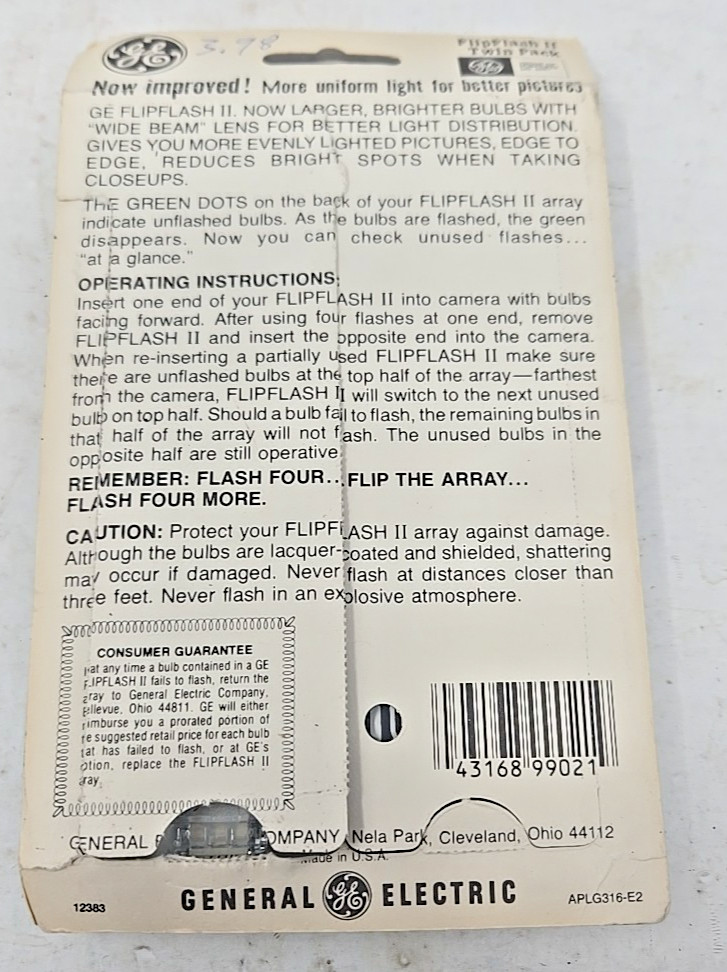 GE 3.98
FlipFlash II
Twin Pack
GE
Now improved! More uniform light for better pictures
GE FLIPFLASH II. NOW LARGER, BRIGHTER BULBS WITH
"WIDE BEAM" LENS FOR BETTER LIGHT DISTRIBUTION.
GIVES YOU MORE EVENLY LIGHTED PICTURES, EDGE TO
EDGE, REDUCES BRIGHT SPOTS WHEN TAKING
CLOSEUPS.
THE GREEN DOTS on the back of your FLIPFLASH II array
indicate unflashed bulbs. As the bulbs are flashed, the green
disappears. Now you can check unused flashes...
"at a glance."
OPERATING INSTRUCTIONS:
Insert one end of your FLIPFLASH II into camera with bulbs
facing forward. After using four flashes at one end, remove
FLIPFLASH II and insert the opposite end into the camera.
When re-inserting a partially used FLIPFLASH II make sure
there are unflashed bulbs at the top half of the array—farthest
from the camera, FLIPFLASH II will switch to the next unused
bulb on top half. Should a bulb fail to flash, the remaining bulbs in
that half of the array will not flash. The unused bulbs in the
opposite half are still operative.
REMEMBER: FLASH FOUR...FLIP THE ARRAY...
FLASH FOUR MORE.
CAUTION: Protect your FLIPFLASH II array against damage.
Although the bulbs are lacquer-coated and shielded, shattering
may occur if damaged. Never flash at distances closer than
three feet. Never flash in an explosive atmosphere.
CONSUMER GUARANTEE
at any time a bulb contained in a GE
FLIPFLASH II fails to flash, return the
ray to General Electric Company,
ellevue, Ohio 44811. GE will either
imburse you a prorated portion of
e suggested retail price for each bulb
at has failed to flash, or at GE's
otion, replace the FLIPFLASH II
ray.
43168 99021
GENERAL E OMPANY Nela Park, Cleveland, Ohio 44112
Made in U.S.A.
12383 GENERAL GE ELECTRIC APLG316-E2